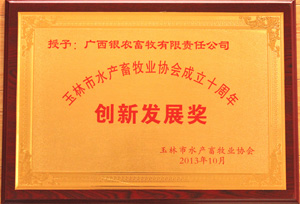 授予：广西银农畜牧有限责任公司
玉林市水产畜牧业协会成立十周年
创新发展奖
玉林市水产畜牧业协会
2013年10月